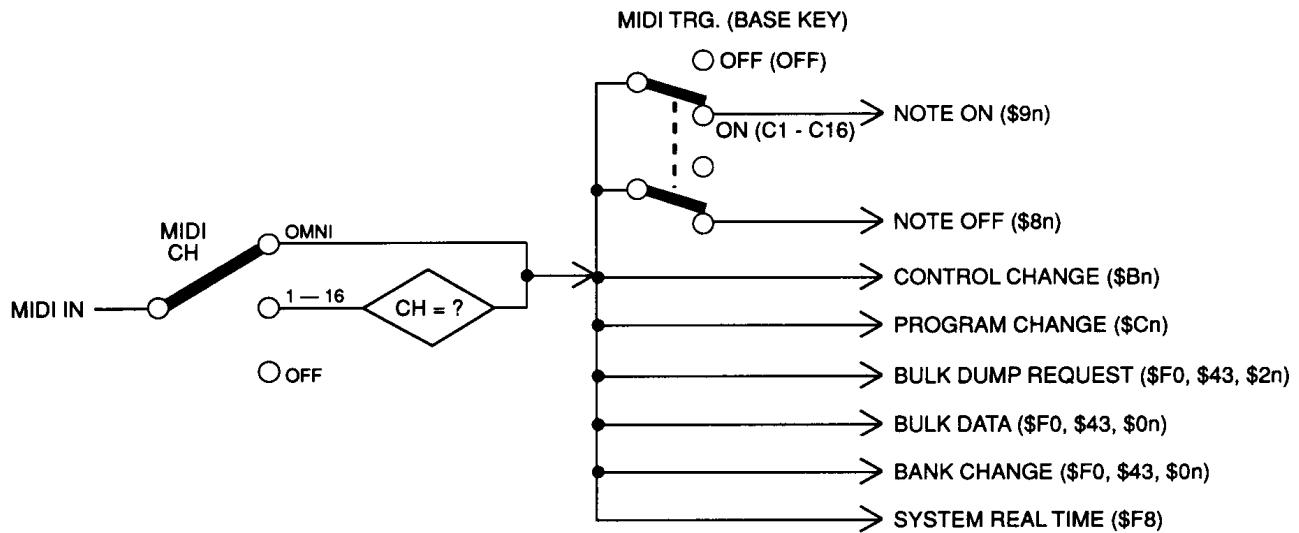 MIDI TRG. (BASE KEY)
OFF (OFF)
NOTE ON ($9n)
ON (C1 - C16)
NOTE OFF ($8n)
MIDI
CH
OMNI
CONTROL CHANGE ($Bn)
MIDI IN
1 — 16
CH = ?
PROGRAM CHANGE ($Cn)
OFF
BULK DUMP REQUEST ($F0, $43, $2n)
BULK DATA ($F0, $43, $0n)
BANK CHANGE ($F0, $43, $0n)
SYSTEM REAL TIME ($F8)